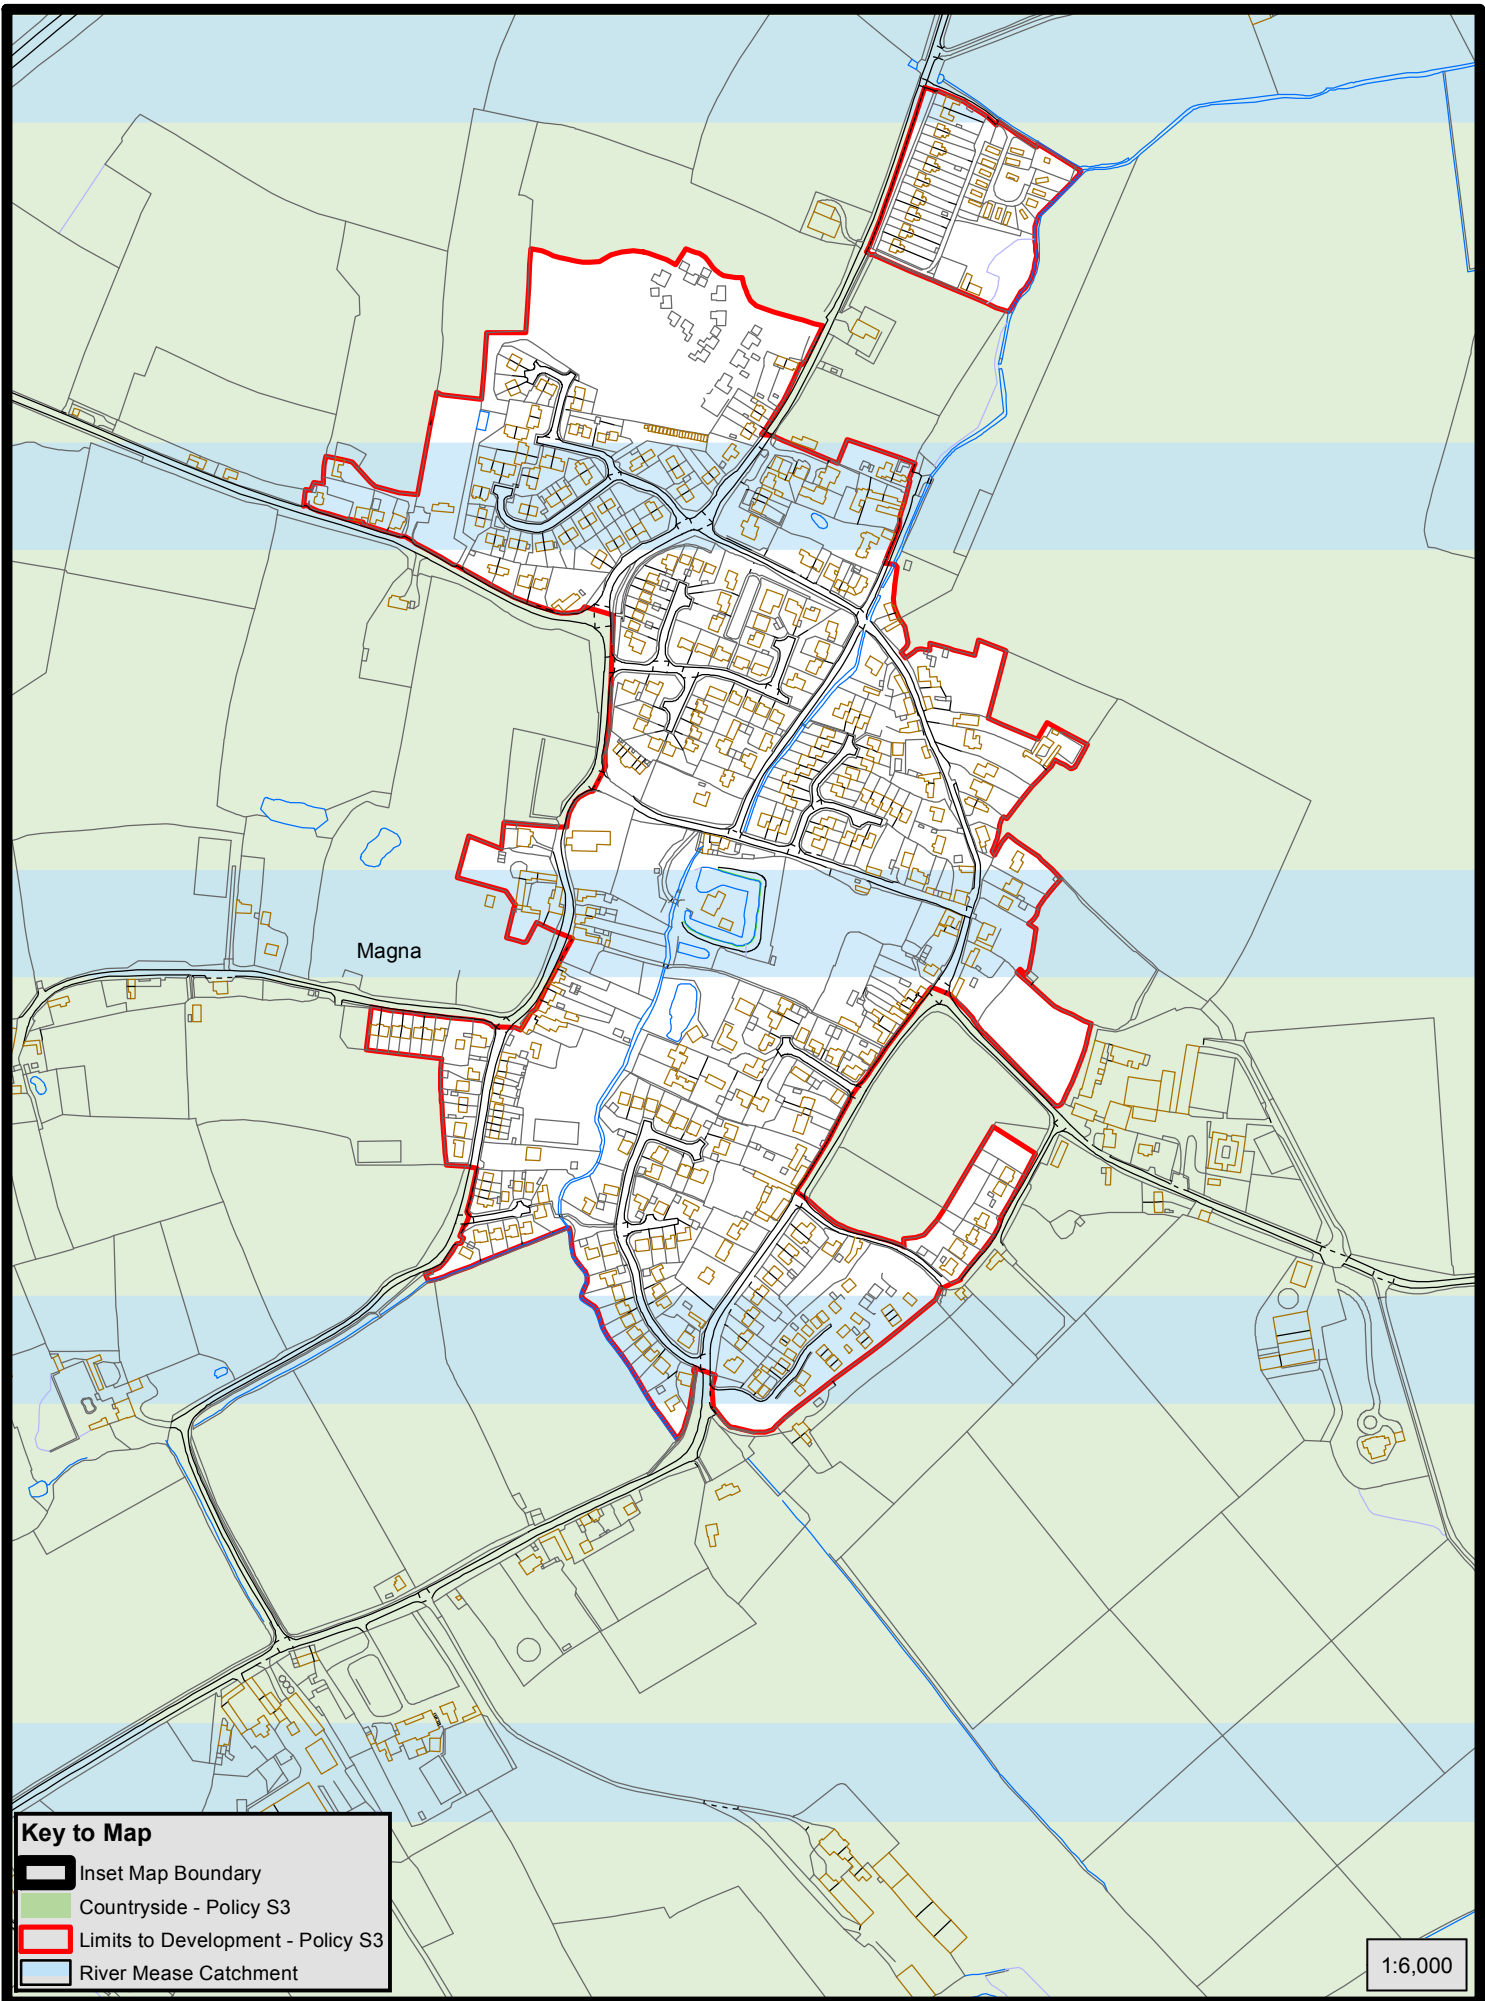 Magna
Key to Map
Inset Map Boundary
Countryside - Policy S3
Limits to Development - Policy S3
River Mease Catchment
1:6,000